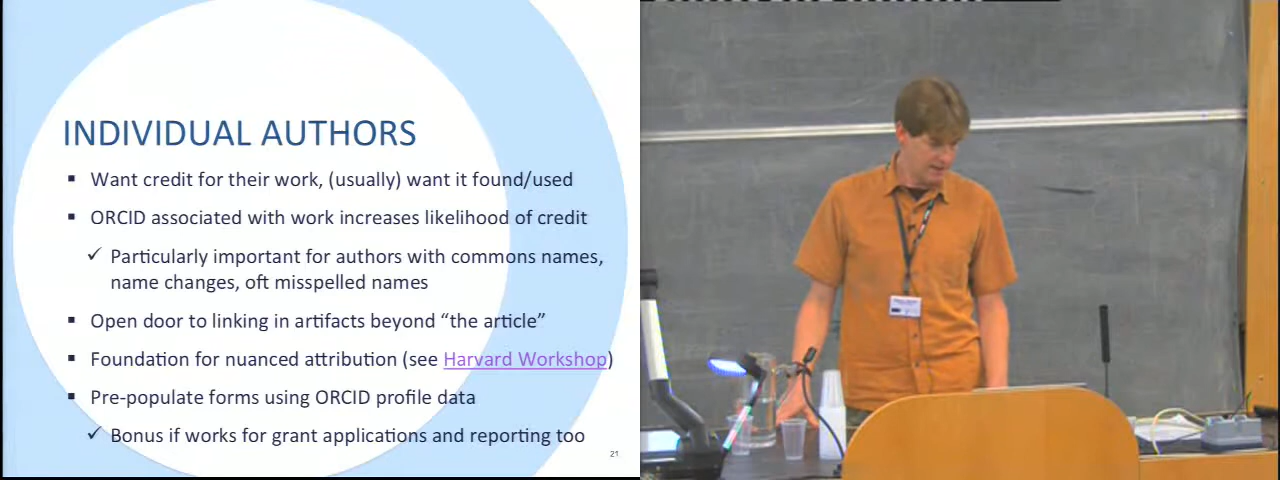 INDIVIDUAL AUTHORS
▪ Want credit for their work, (usually) want it found/used
▪ ORCID associated with work increases likelihood of credit
✓ Particularly important for authors with commons names,
name changes, oft misspelled names
▪ Open door to linking in artifacts beyond “the article”
▪ Foundation for nuanced attribution (see Harvard Workshop)
▪ Pre-populate forms using ORCID profile data
✓ Bonus if works for grant applications and reporting too
21